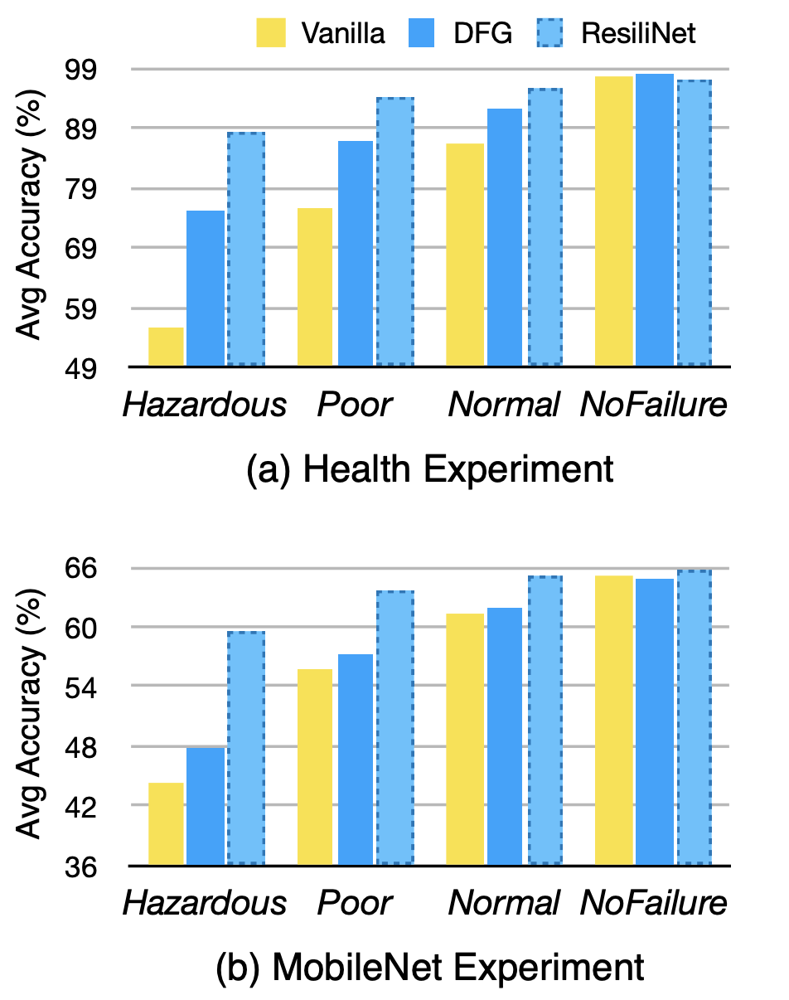 Vanilla DFG ResiliNet
Avg Accuracy (%)
99
89
79
69
59
49
Hazardous Poor Normal NoFailure
(a) Health Experiment
Avg Accuracy (%)
66
60
54
48
42
36
Hazardous Poor Normal NoFailure
(b) MobileNet Experiment